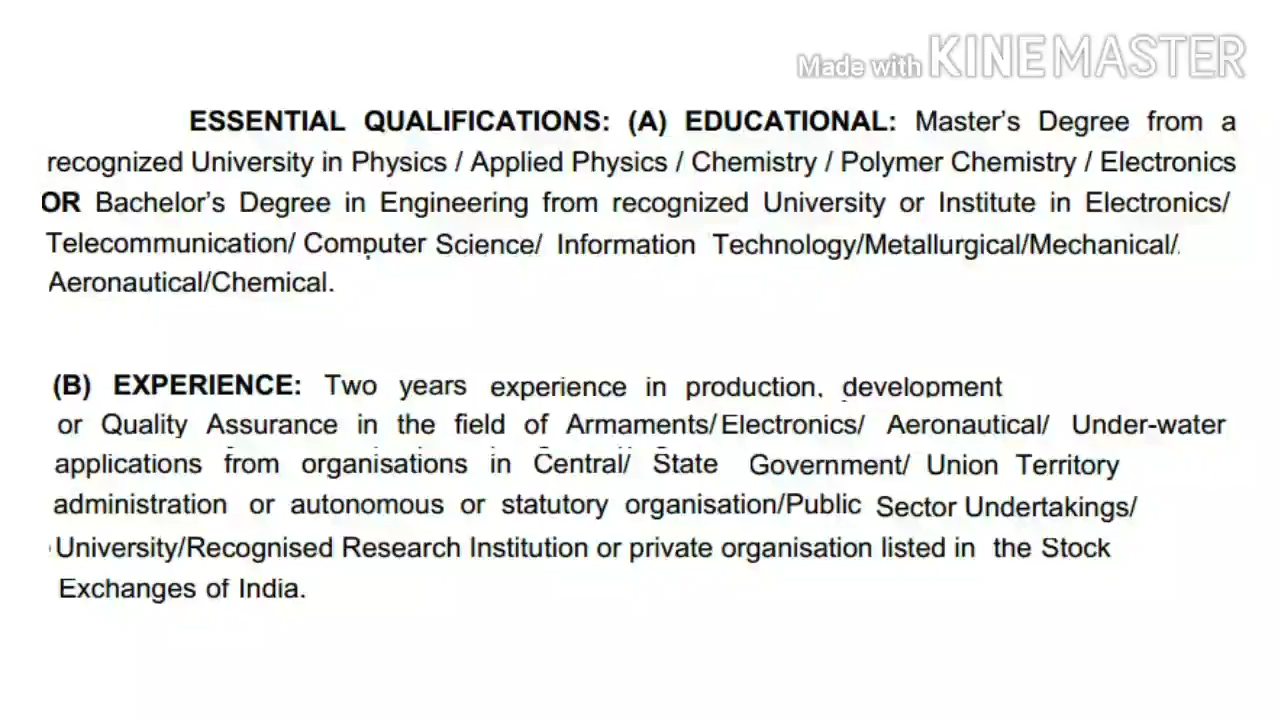 Made with KINEMASTER
ESSENTIAL QUALIFICATIONS: (A) EDUCATIONAL: Master's Degree from a
recognized University in Physics / Applied Physics / Chemistry / Polymer Chemistry / Electronics
OR Bachelor's Degree in Engineering from recognized University or Institute in Electronics/
Telecommunication/ Computer Science/ Information Technology/Metallurgical/Mechanical/
Aeronautical/Chemical.
(B) EXPERIENCE: Two years experience in production, development
or Quality Assurance in the field of Armaments/Electronics/ Aeronautical/ Under-water
applications from organisations in Central/ State Government/ Union Territory
administration or autonomous or statutory organisation/Public Sector Undertakings/
University/Recognised Research Institution or private organisation listed in the Stock
Exchanges of India.